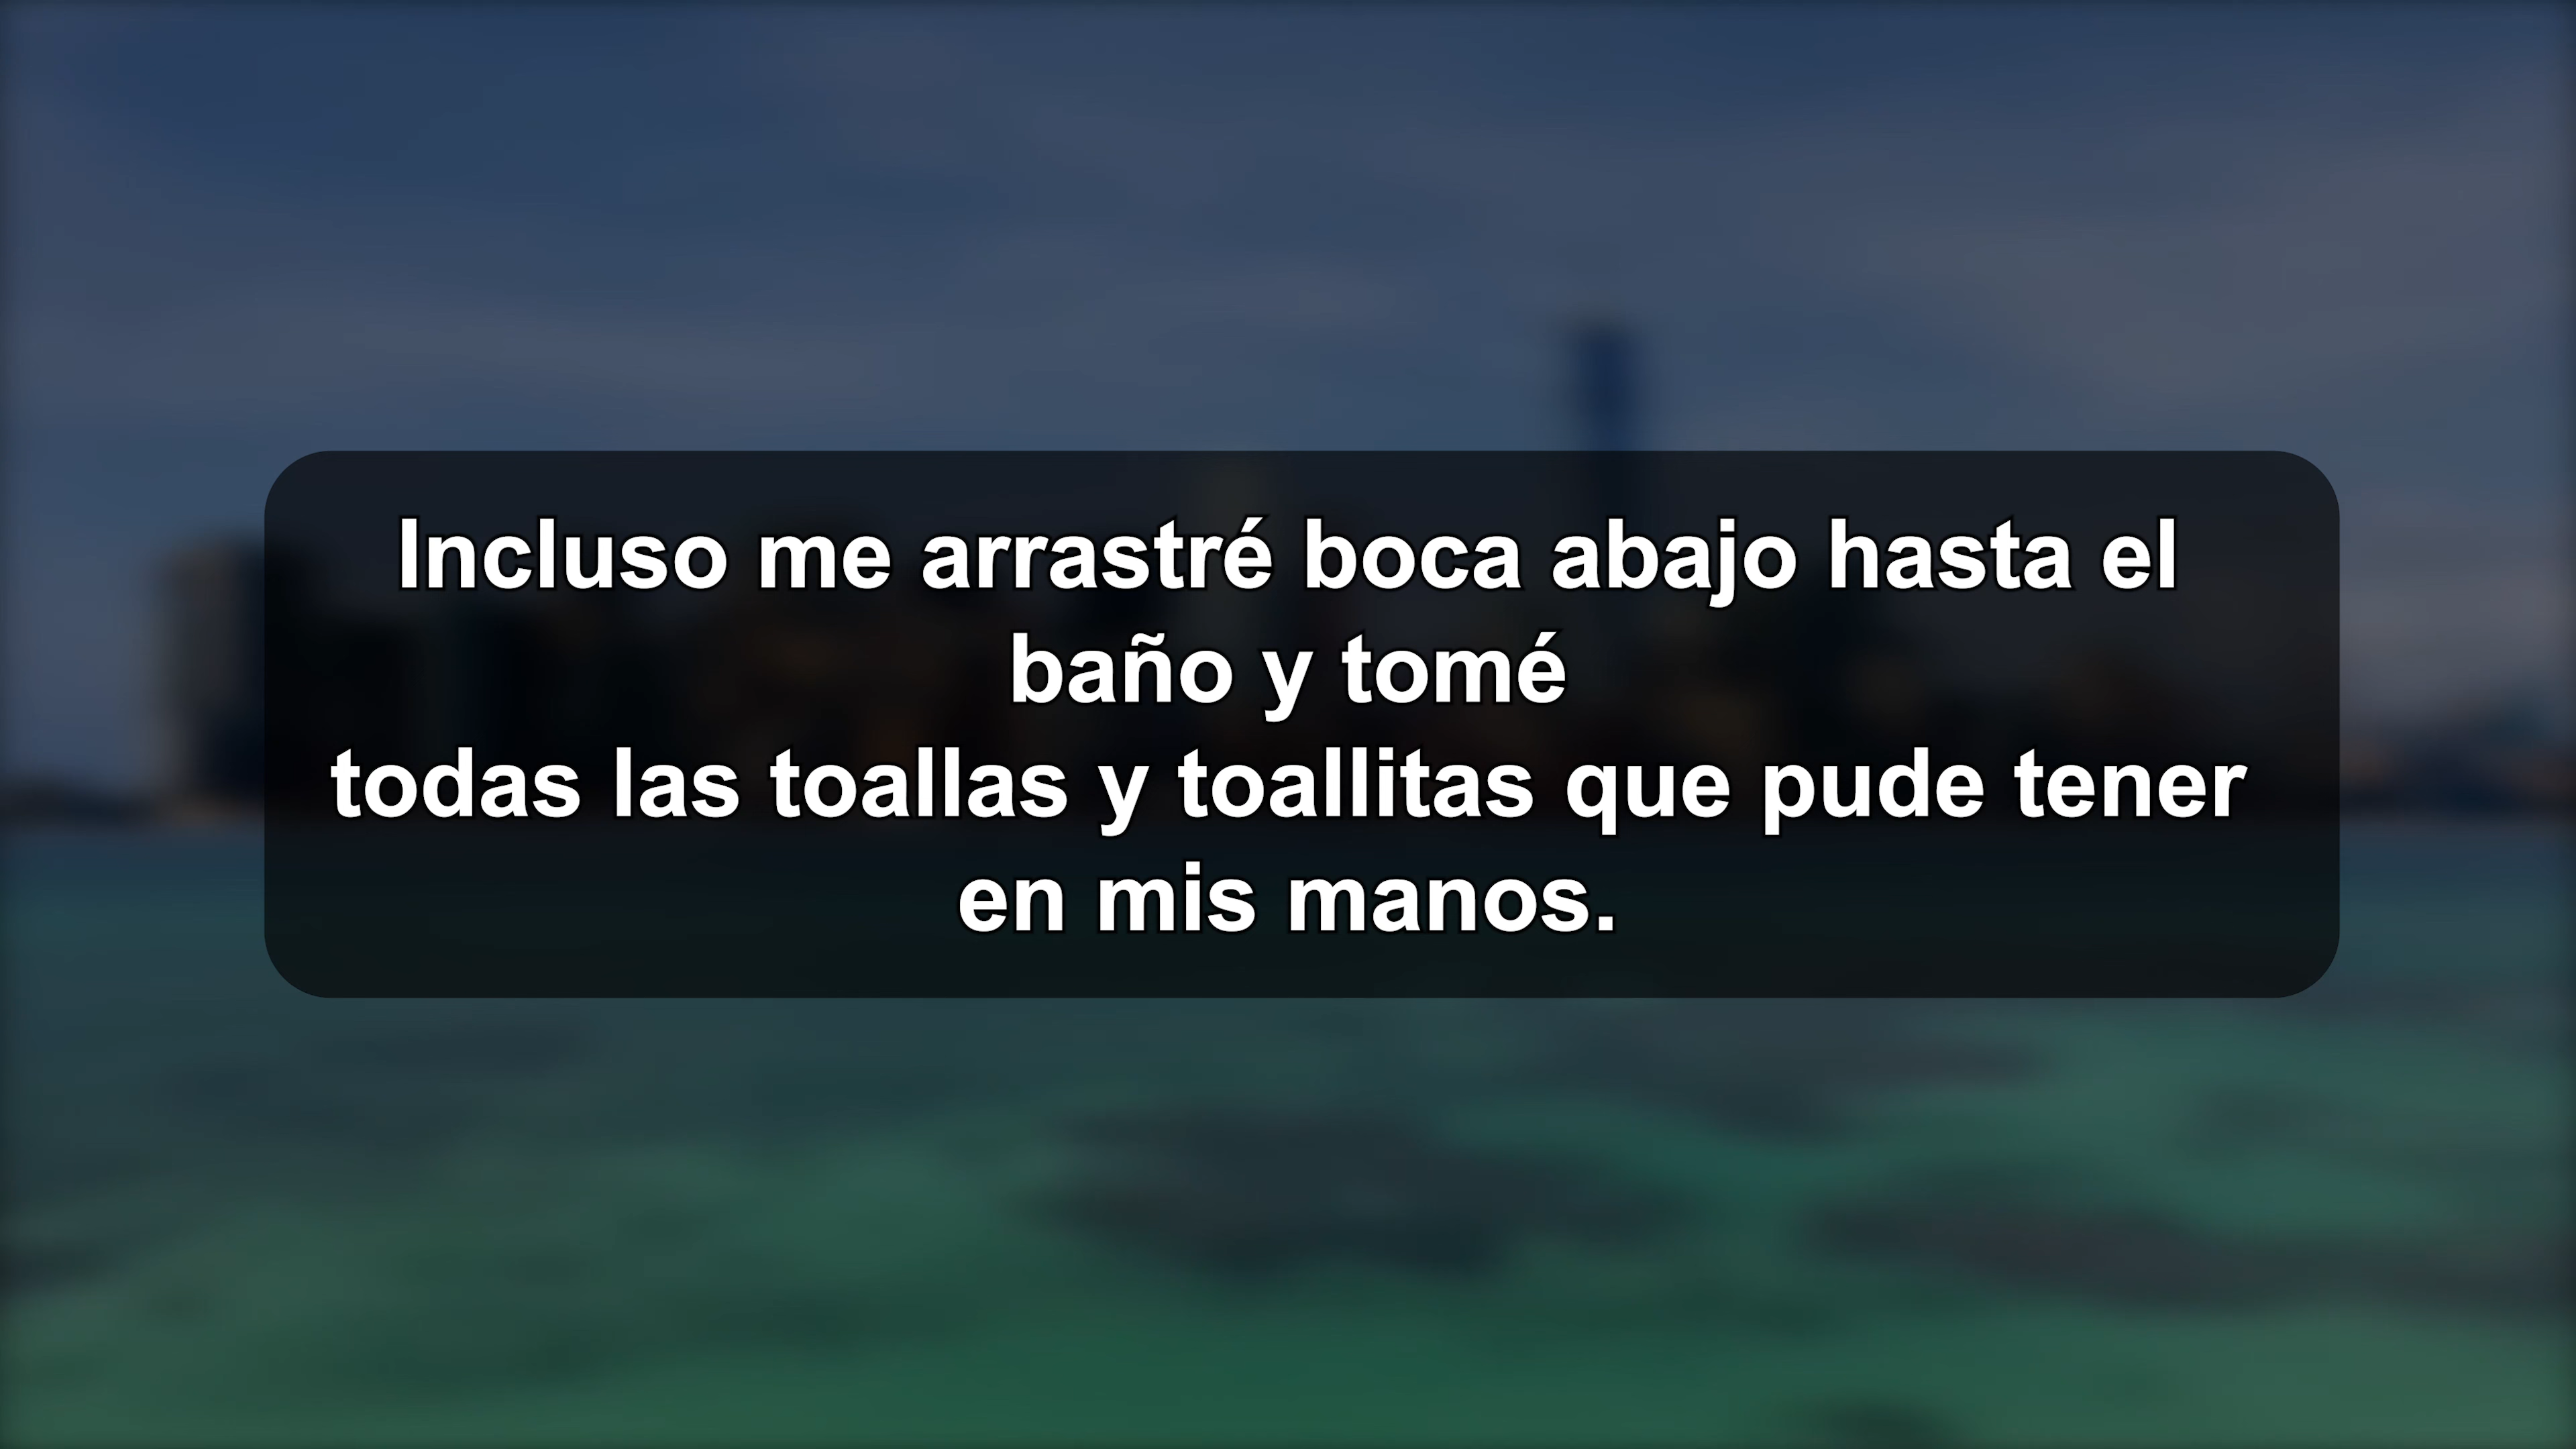 Incluso me arrastré boca abajo hasta el
baño y tomé
todas las toallas y toallitas que pude tener
en mis manos.